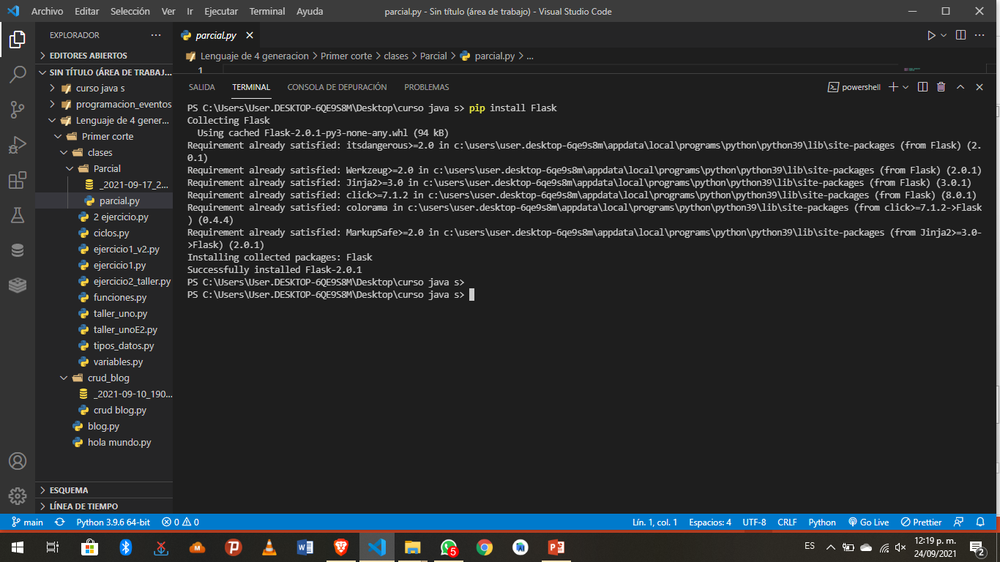 Archivo Editar Selección Ver Ir Ejecutar Terminal Ayuda
parcial.py - Sin título (área de trabajo) - Visual Studio Code
EXPLORADOR
EDITORES ABIERTOS
SIN TÍTULO (ÁREA DE TRABAJ...
curso java s
programacion_eventos
Lenguaje de 4 gener...
Primer corte
clases
Parcial
_2021-09-17_2...
parcial.py
2 ejercicio.py
ciclos.py
ejercicio1_v2.py
ejercicio1.py
ejercicio2_taller.py
funciones.py
taller_uno.py
taller_unoE2.py
tipos_datos.py
variables.py
crud_blog
_2021-09-10_190...
crud blog.py
blog.py
hola mundo.py
ESQUEMA
LÍNEA DE TIEMPO
parcial.py
Lenguaje de 4 generacion > Primer corte > clases > Parcial > parcial.py > ...
1
SALIDA TERMINAL CONSOLA DE DEPURACIÓN PROBLEMAS
powershell
PS C:\Users\User.DESKTOP-6QE9S8M\Desktop\curso java s> pip install Flask
Collecting Flask
Using cached Flask-2.0.1-py3-none-any.whl (94 kB)
Requirement already satisfied: itsdangerous>=2.0 in c:\users\user.desktop-6qe9s8m\appdata\local\programs\python\python39\lib\site-packages (from Flask) (2.
0.1)
Requirement already satisfied: Werkzeug>=2.0 in c:\users\user.desktop-6qe9s8m\appdata\local\programs\python\python39\lib\site-packages (from Flask) (2.0.1)
Requirement already satisfied: Jinja2>=3.0 in c:\users\user.desktop-6qe9s8m\appdata\local\programs\python\python39\lib\site-packages (from Flask) (3.0.1)
Requirement already satisfied: click>=7.1.2 in c:\users\user.desktop-6qe9s8m\appdata\local\programs\python\python39\lib\site-packages (from Flask) (8.0.1)
Requirement already satisfied: colorama in c:\users\user.desktop-6qe9s8m\appdata\local\programs\python\python39\lib\site-packages (from click>=7.1.2->Flask
) (0.4.4)
Requirement already satisfied: MarkupSafe>=2.0 in c:\users\user.desktop-6qe9s8m\appdata\local\programs\python\python39\lib\site-packages (from Jinja2>=3.0-
>Flask) (2.0.1)
Installing collected packages: Flask
Successfully installed Flask-2.0.1
PS C:\Users\User.DESKTOP-6QE9S8M\Desktop\curso java s>
PS C:\Users\User.DESKTOP-6QE9S8M\Desktop\curso java s>
main Python 3.9.6 64-bit 0 0 Lín. 1, col. 1 Espacios: 4 UTF-8 CRLF Python Go Live Prettier
5
ES
12:19 p. m.
24/09/2021
2